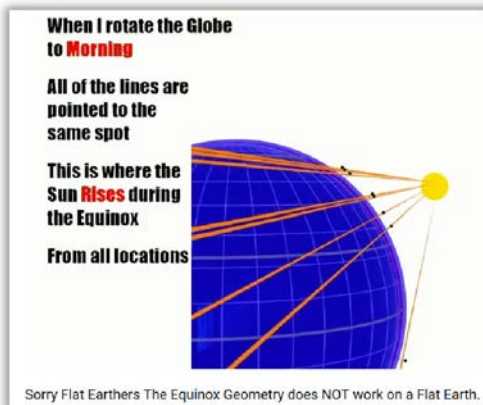 When I rotate the Globe
to Morning
All of the lines are
pointed to the
same spot
This is where the
Sun Rises during
the Equinox
From all locations
Sorry Flat Earthers The Equinox Geometry does NOT work on a Flat Earth.